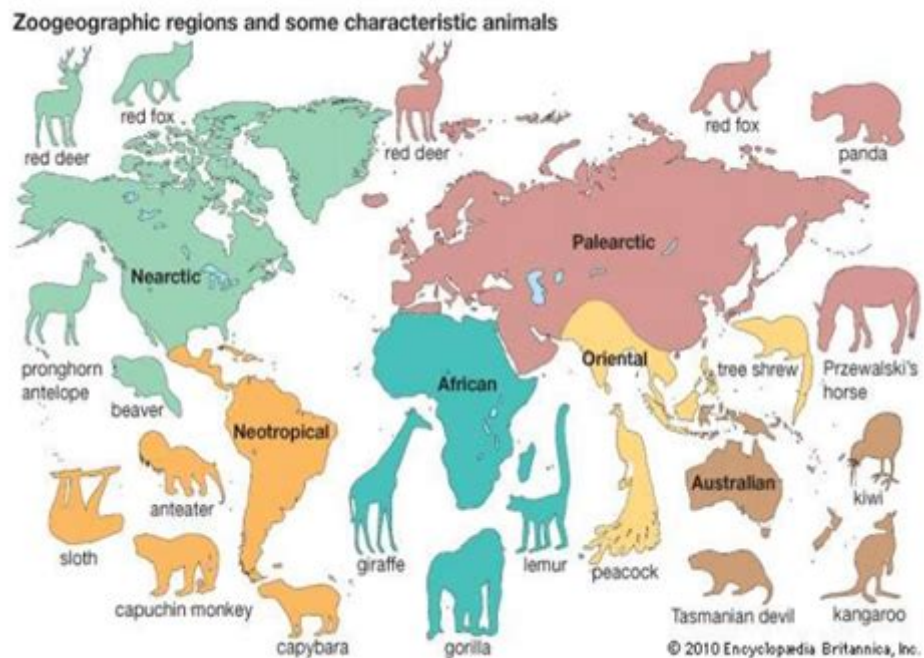 Zoogeographic regions and some characteristic animals
red deer
red fox
red deer
red fox
panda
Nearctic
Palearctic
pronghorn
antelope
beaver
Oriental
tree shrew
Przewalski's
horse
African
Neotropical
Australian
sloth
anteater
capuchin monkey
capybara
giraffe
gorilla
lemur
peacock
kiwi
Tasmanian devil
kangaroo
© 2010 Encyclopædia Britannica, Inc.